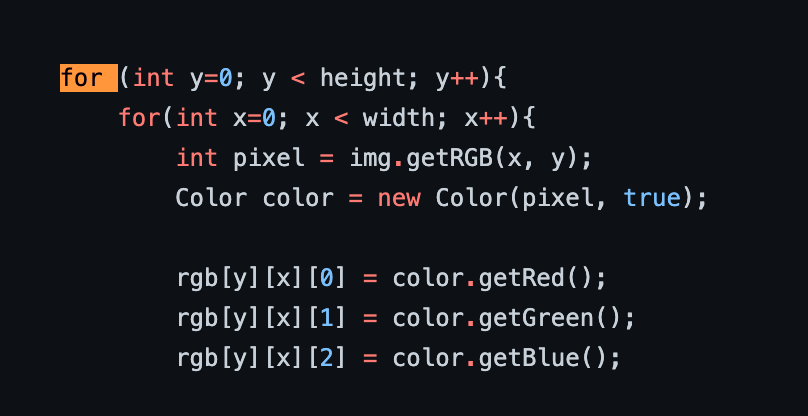 for (int y=0; y < height; y++){
    for(int x=0; x < width; x++){
        int pixel = img.getRGB(x, y);
        Color color = new Color(pixel, true);

        rgb[y][x][0] = color.getRed();
        rgb[y][x][1] = color.getGreen();
        rgb[y][x][2] = color.getBlue();